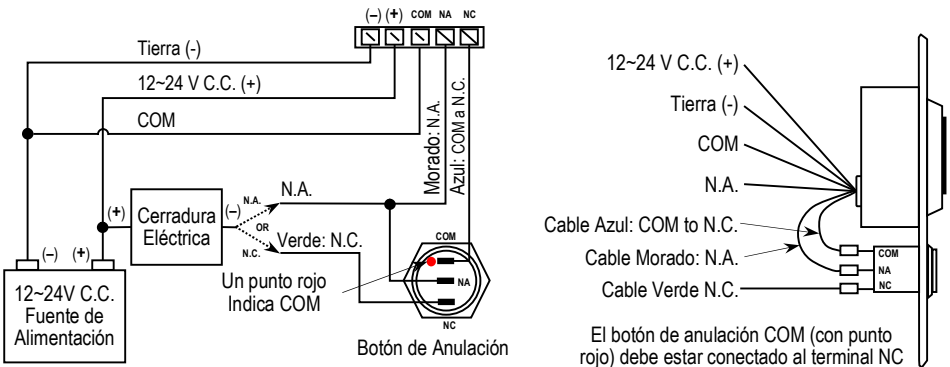 (–) (+) COM NA NC
Tierra (-)
12~24 V C.C. (+)
COM
Morado: N.A.
Azul: COM a N.C.
(+)
Cerradura
Eléctrica
(–)
N.A.
OR
N.C.
N.A.
Verde: N.C.
Un punto rojo
Indica COM
COM
NA
NC
Botón de Anulación
(–) (+)
12~24V C.C.
Fuente de
Alimentación
12~24 V C.C. (+)
Tierra (-)
COM
N.A.
Cable Azul: COM to N.C.
Cable Morado: N.A.
Cable Verde N.C.
COM
NA
NC
El botón de anulación COM (con punto
rojo) debe estar conectado al terminal NC